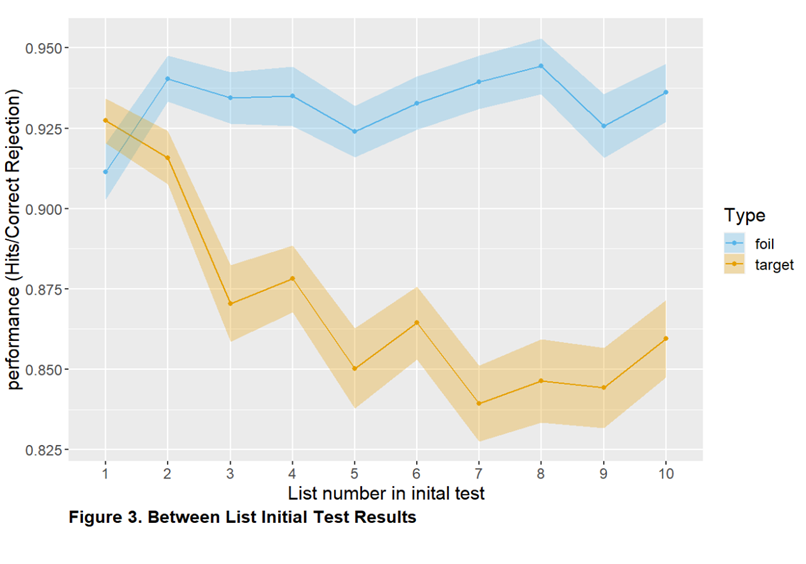 performance (Hits/Correct Rejection)
0.950
0.925
0.900
0.875
0.850
0.825
1 2 3 4 5 6 7 8 9 10
List number in inital test
Type
foil
target
Figure 3. Between List Initial Test Results